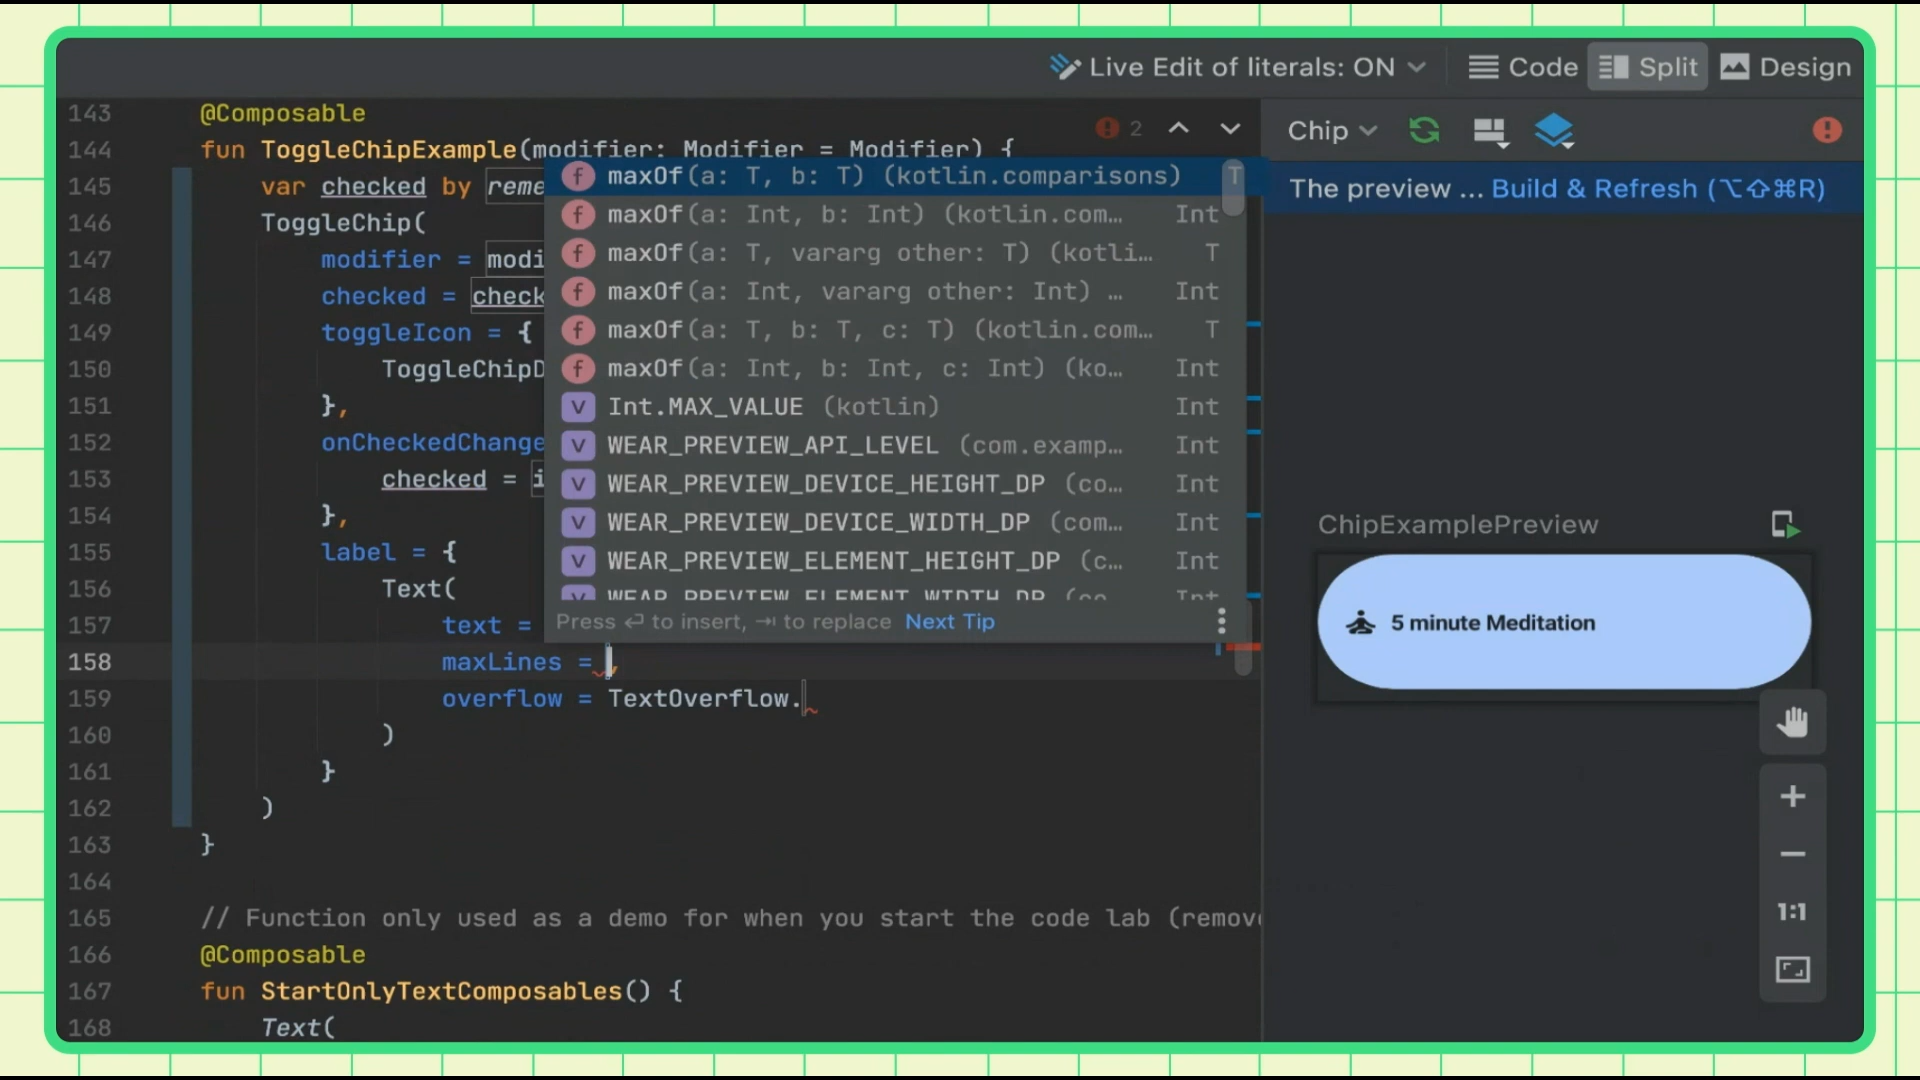 Live Edit of literals: ON
Code
Split
Design
143 @Composable
144 fun ToggleChipExample(modifier: Modifier = Modifier) {
145 var checked by reme
146 ToggleChip(
147 modifier = modi
148 checked = check
149 toggleIcon = {
150 ToggleChipD
151 },
152 onCheckedChange
153 checked = i
154 },
155 label = {
156 Text(
157 text =
158 maxLines = ,
159 overflow = TextOverflow.
160 )
161 }
162 )
163 }
164
165 // Function only used as a demo for when you start the code lab (remov
166 @Composable
167 fun StartOnlyTextComposables() {
168 Text(
2
maxOf(a: T, b: T) (kotlin.comparisons) T
maxOf(a: Int, b: Int) (kotlin.com… Int
maxOf(a: T, vararg other: T) (kotli… T
maxOf(a: Int, vararg other: Int) … Int
maxOf(a: T, b: T, c: T) (kotlin.com… T
maxOf(a: Int, b: Int, c: Int) (ko… Int
Int.MAX_VALUE (kotlin) Int
WEAR_PREVIEW_API_LEVEL (com.examp… Int
WEAR_PREVIEW_DEVICE_HEIGHT_DP (co… Int
WEAR_PREVIEW_DEVICE_WIDTH_DP (com… Int
WEAR_PREVIEW_ELEMENT_HEIGHT_DP (c… Int
WEAR_PREVIEW_ELEMENT_WIDTH_DP (co… Int
Press ⏎ to insert, ⇥ to replace Next Tip
Chip
The preview ... Build & Refresh (⌥⇧⌘R)
ChipExamplePreview
5 minute Meditation
1:1